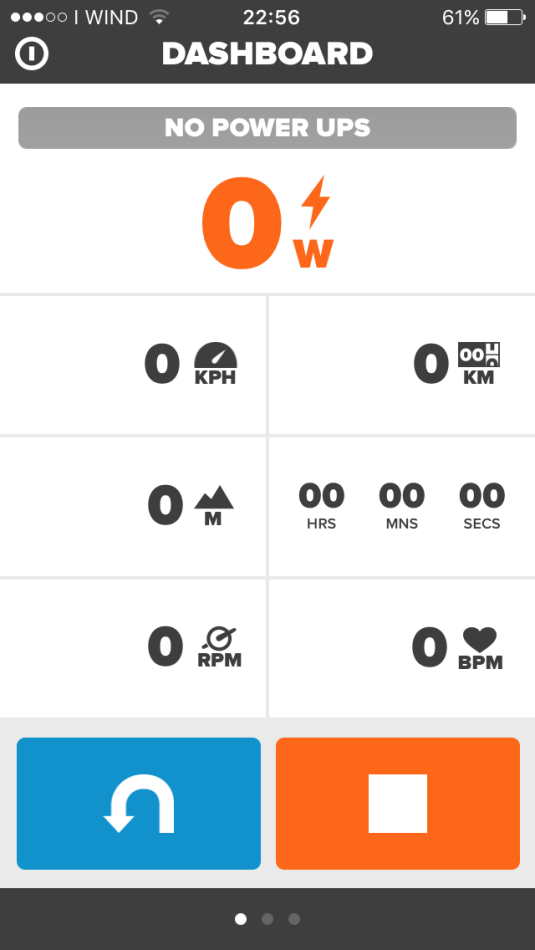 I WIND 22:56 61%
DASHBOARD
NO POWER UPS
0 W
0 KPH
0 KM
0 M
00 HRS 00 MNS 00 SECS
0 RPM
0 BPM